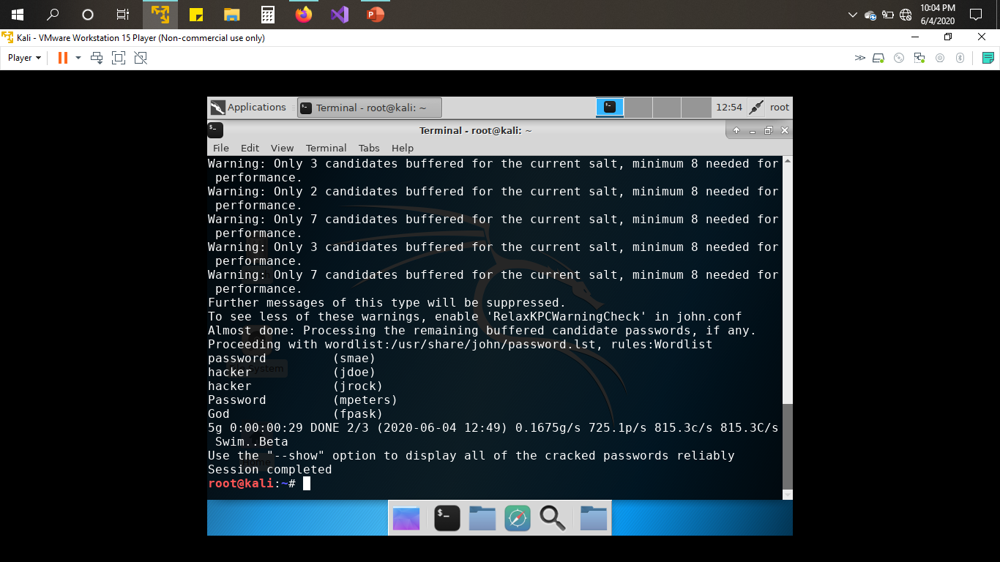 10:04 PM
6/4/2020
Kali - VMware Workstation 15 Player (Non-commercial use only)
Player
Applications
Terminal - root@kali: ~
12:54
root
Terminal - root@kali: ~
File Edit View Terminal Tabs Help
Warning: Only 3 candidates buffered for the current salt, minimum 8 needed for
performance.
Warning: Only 2 candidates buffered for the current salt, minimum 8 needed for
performance.
Warning: Only 7 candidates buffered for the current salt, minimum 8 needed for
performance.
Warning: Only 3 candidates buffered for the current salt, minimum 8 needed for
performance.
Warning: Only 7 candidates buffered for the current salt, minimum 8 needed for
performance.
Further messages of this type will be suppressed.
To see less of these warnings, enable 'RelaxKPCWarningCheck' in john.conf
Almost done: Processing the remaining buffered candidate passwords, if any.
Proceeding with wordlist:/usr/share/john/password.lst, rules:Wordlist
password (smae)
hacker (jdoe)
hacker (jrock)
Password (mpeters)
God (fpask)
5g 0:00:00:29 DONE 2/3 (2020-06-04 12:49) 0.1675g/s 725.1p/s 815.3c/s 815.3C/s
Swim..Beta
Use the "--show" option to display all of the cracked passwords reliably
Session completed
root@kali:~#